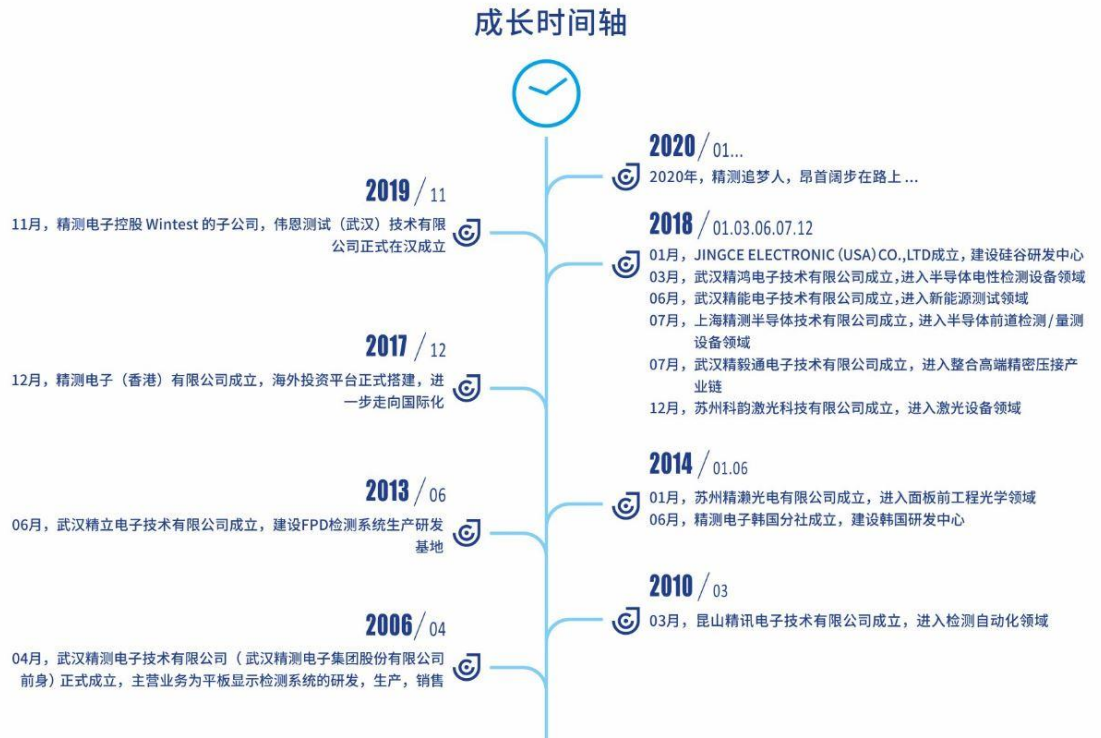 成长时间轴
2020/01...
2020年，精测追梦人，昂首阔步在路上...
2019/11
11月，精测电子控股 Wintest 的子公司，伟恩测试（武汉）技术有限
公司正式在汉成立
2018/01.03.06.07.12
01月，JINGCE ELECTRONIC (USA) CO.,LTD成立，建设硅谷研发中心
03月，武汉精鸿电子技术有限公司成立,进入半导体电性检测设备领域
06月，武汉精能电子技术有限公司成立,进入新能源测试领域
07月，上海精测半导体技术有限公司成立，进入半导体前道检测/量测
设备领域
07月，武汉精毅通电子技术有限公司成立，进入整合高端精密压接产
业链
12月，苏州科韵激光科技有限公司成立，进入激光设备领域
2017/12
12月，精测电子（香港）有限公司成立，海外投资平台正式搭建，进
一步走向国际化
2014/01.06
01月，苏州精濑光电有限公司成立，进入面板前工程光学领域
06月，精测电子韩国分社成立，建设韩国研发中心
2013/06
06月，武汉精立电子技术有限公司成立，建设FPD检测系统生产研发
基地
2010/03
03月，昆山精讯电子技术有限公司成立，进入检测自动化领域
2006/04
04月，武汉精测电子技术有限公司（ 武汉精测电子集团股份有限公司
前身）正式成立，主营业务为平板显示检测系统的研发，生产，销售